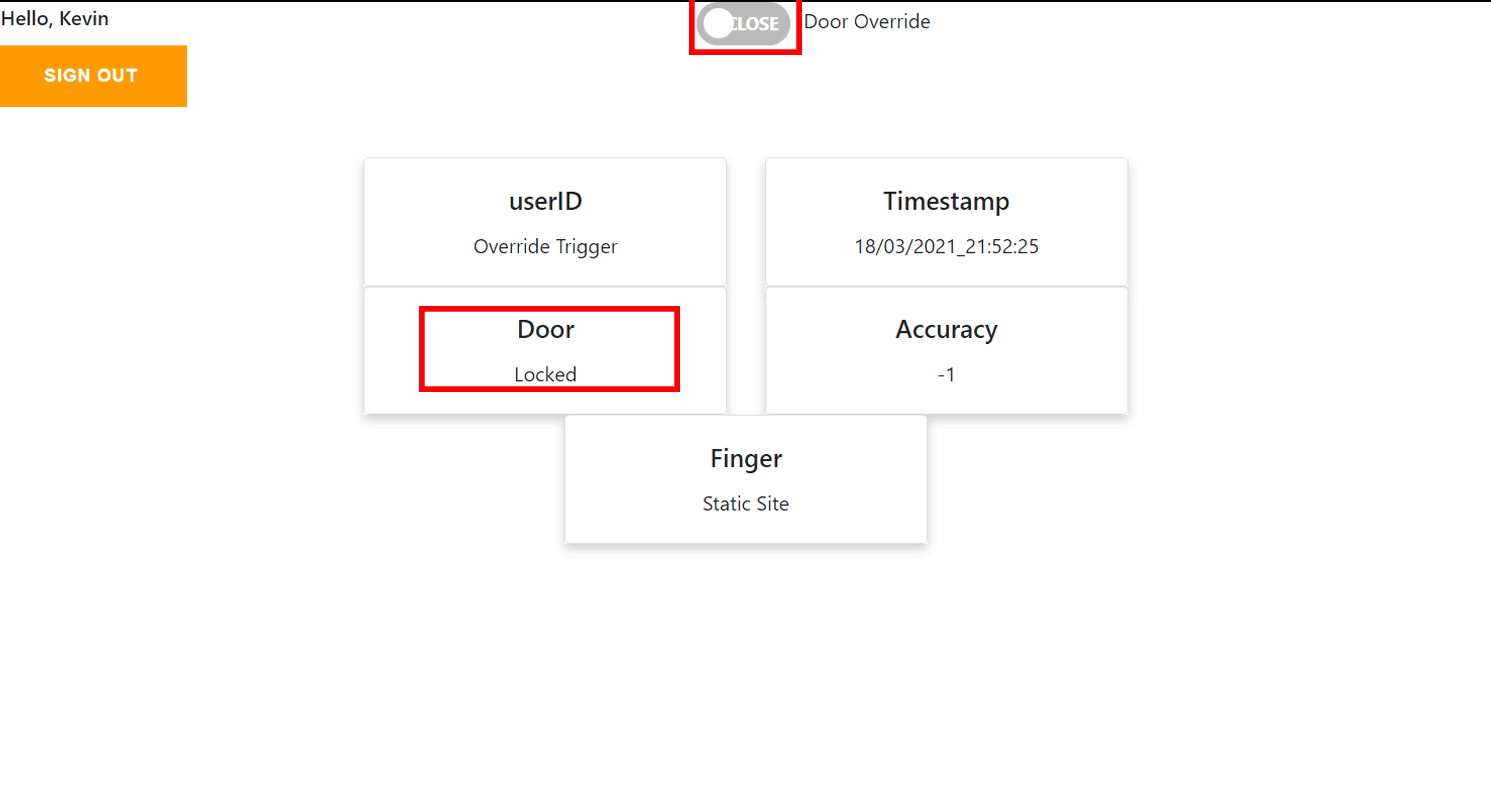 Hello, Kevin
CLOSE Door Override
SIGN OUT
userID
Override Trigger
Timestamp
18/03/2021_21:52:25
Door
Locked
Accuracy
-1
Finger
Static Site